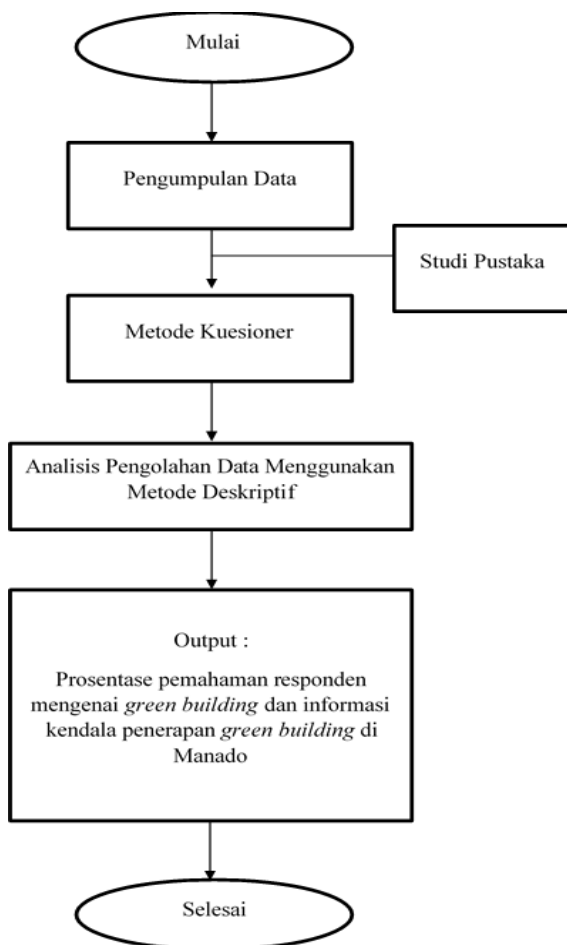 Mulai
Pengumpulan Data
Studi Pustaka
Metode Kuesioner
Analisis Pengolahan Data Menggunakan
Metode Deskriptif
Output :
Prosentase pemahaman responden
mengenai green building dan informasi
kendala penerapan green building di
Manado
Selesai